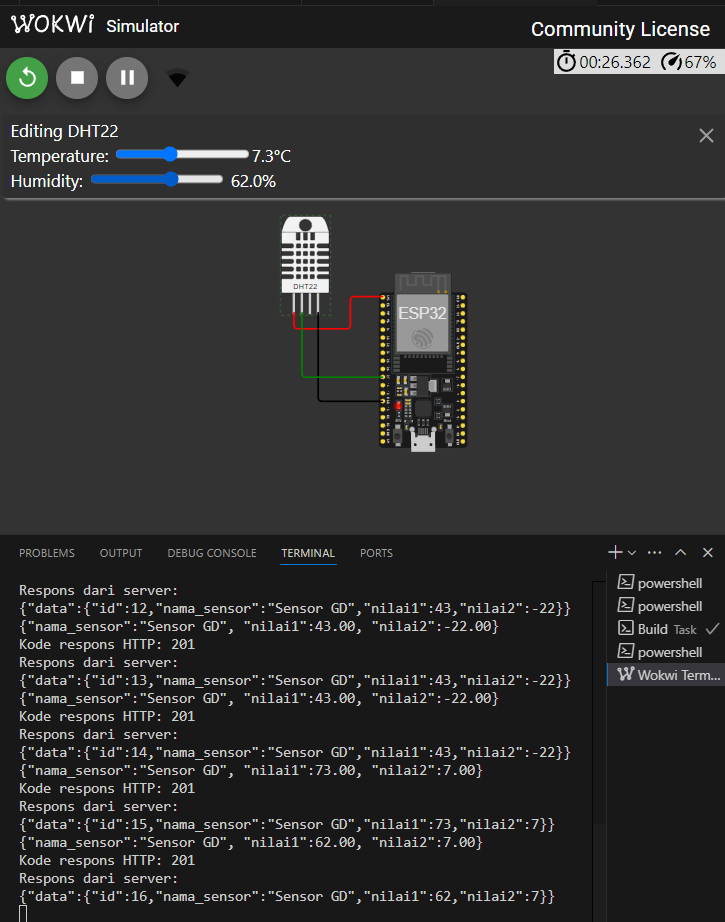 WOKWi Simulator
Community License
00:26.362 67%
Editing DHT22
Temperature: 7.3°C
Humidity: 62.0%
DHT22
ESP32
PROBLEMS OUTPUT DEBUG CONSOLE TERMINAL PORTS
Respons dari server:
{"data":{"id":12,"nama_sensor":"Sensor GD","nilai1":43,"nilai2":-22}}
{"nama_sensor":"Sensor GD", "nilai1":43.00, "nilai2":-22.00}
Kode respons HTTP: 201
Respons dari server:
{"data":{"id":13,"nama_sensor":"Sensor GD","nilai1":43,"nilai2":-22}}
{"nama_sensor":"Sensor GD", "nilai1":43.00, "nilai2":-22.00}
Kode respons HTTP: 201
Respons dari server:
{"data":{"id":14,"nama_sensor":"Sensor GD","nilai1":43,"nilai2":-22}}
{"nama_sensor":"Sensor GD", "nilai1":73.00, "nilai2":7.00}
Kode respons HTTP: 201
Respons dari server:
{"data":{"id":15,"nama_sensor":"Sensor GD","nilai1":73,"nilai2":7}}
{"nama_sensor":"Sensor GD", "nilai1":62.00, "nilai2":7.00}
Kode respons HTTP: 201
Respons dari server:
{"data":{"id":16,"nama_sensor":"Sensor GD","nilai1":62,"nilai2":7}}
powershell
powershell
Build Task
powershell
Wokwi Term...